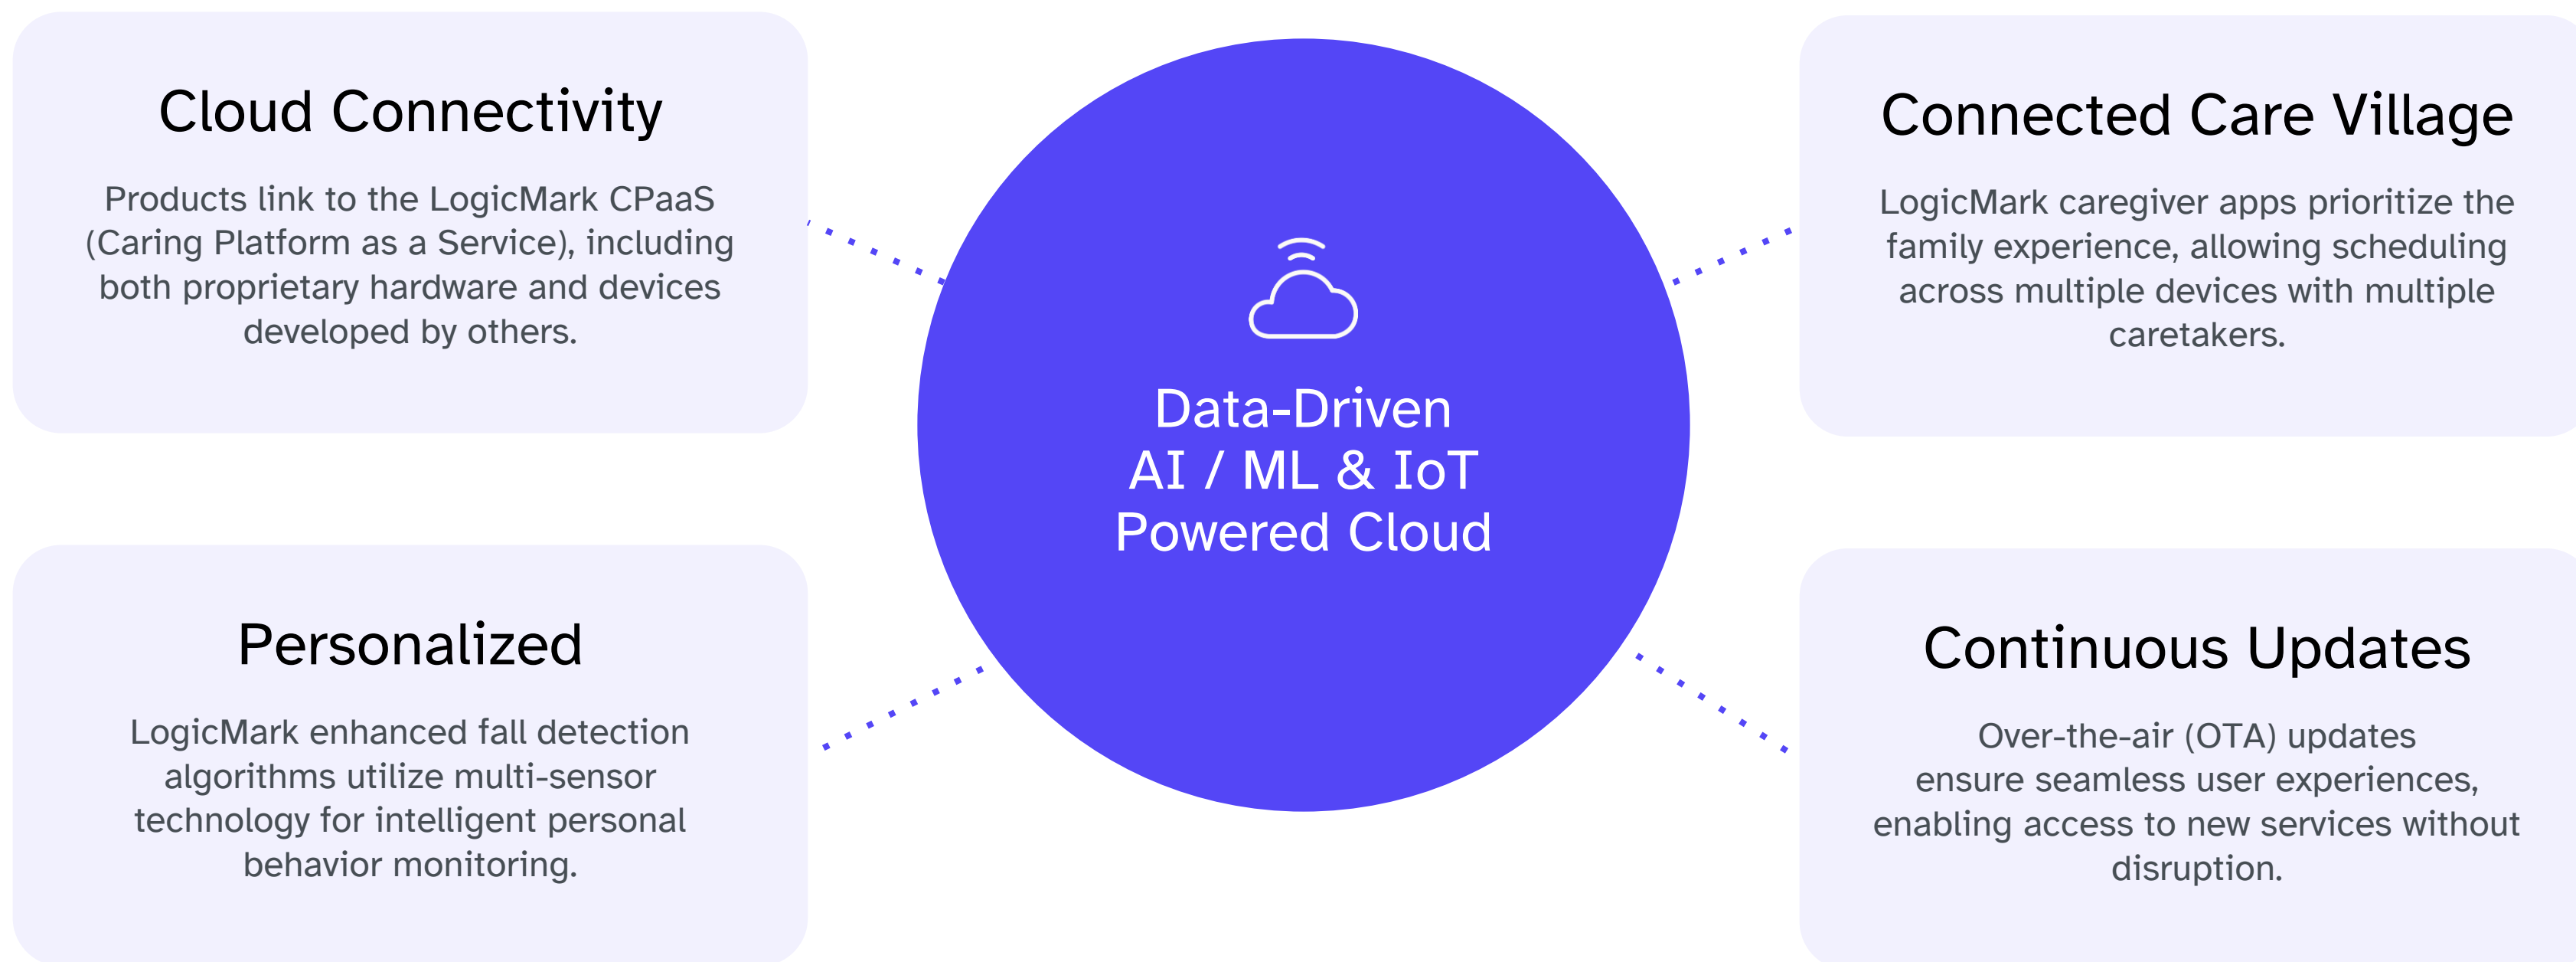 Cloud Connectivity
Products link to the LogicMark CPaaS
(Caring Platform as a Service), including
both proprietary hardware and devices
developed by others.
Personalized
LogicMark enhanced fall detection
algorithms utilize multi-sensor
technology for intelligent personal
behavior monitoring.
Data-Driven
AI / ML & IoT
Powered Cloud
Connected Care Village
LogicMark caregiver apps prioritize the
family experience, allowing scheduling
across multiple devices with multiple
caretakers.
Continuous Updates
Over-the-air (OTA) updates
ensure seamless user experiences,
enabling access to new services without
disruption.